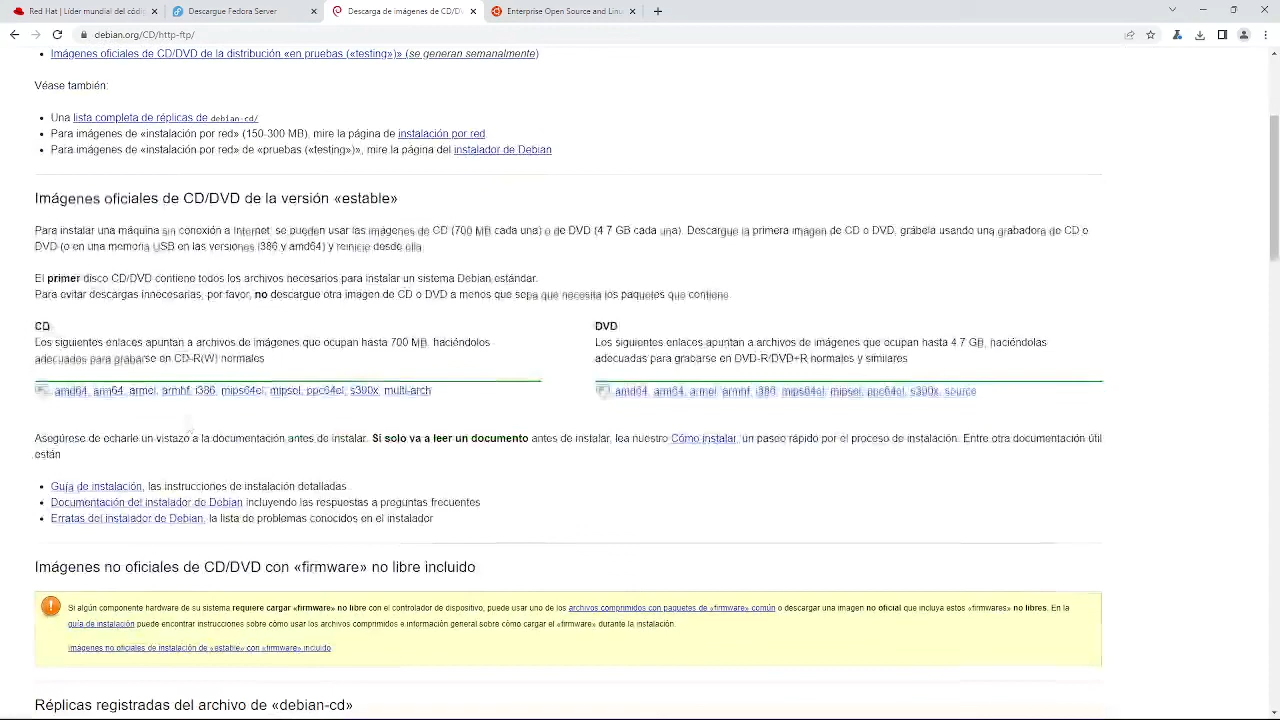 Red Hat | Líder mundial del códig
Descargue Fedora Server
Descarga de imágenes de CD/DV
Enterprise Open Source and Linu
debian.org/CD/http-ftp/
• Imágenes oficiales de CD/DVD de la distribución «en pruebas («testing»)» (se generan semanalmente)
Véase también:
• Una lista completa de réplicas de debian-cd/
• Para imágenes de «instalación por red» (150-300 MB), mire la página de instalación por red
• Para imágenes de «instalación por red» de «pruebas («testing»)», mire la página del instalador de Debian
Imágenes oficiales de CD/DVD de la versión «estable»
Para instalar una máquina sin conexión a Internet se pueden usar las imágenes de CD (700 MB cada una) o de DVD (4.7 GB cada una). Descargue la primera imagen de CD o DVD, grábela usando una grabadora de CD o
DVD (o en una memoria USB en las versiones i386 y amd64) y reinicie desde ella.
El primer disco CD/DVD contiene todos los archivos necesarios para instalar un sistema Debian estándar.
Para evitar descargas innecesarias, por favor, no descargue otra imagen de CD o DVD a menos que sepa que necesita los paquetes que contiene.
CD
Los siguientes enlaces apuntan a archivos de imágenes que ocupan hasta 700 MB, haciéndolos
adecuados para grabarse en CD-R(W) normales
amd64, arm64, armel, armhf, i386, mips64el, mipsel, ppc64el, s390x, multi-arch
DVD
Los siguientes enlaces apuntan a archivos de imágenes que ocupan hasta 4.7 GB, haciéndolos
adecuadas para grabarse en DVD-R/DVD+R normales y similares
amd64, arm64, armel, armhf, i386, mips64el, mipsel, ppc64el, s390x, source
Asegúrese de echarle un vistazo a la documentación antes de instalar. Si solo va a leer un documento antes de instalar, lea nuestro Cómo instalar, un paseo rápido por el proceso de instalación. Entre otra documentación útil
están
• Guía de instalación, las instrucciones de instalación detalladas
• Documentación del instalador de Debian incluyendo las respuestas a preguntas frecuentes
• Erratas del instalador de Debian, la lista de problemas conocidos en el instalador
Imágenes no oficiales de CD/DVD con «firmware» no libre incluido
Si algún componente hardware de su sistema requiere cargar «firmware» no libre con el controlador de dispositivo, puede usar uno de los archivos comprimidos con paquetes de «firmware» común o descargar una imagen no oficial que incluya estos «firmwares» no libres. En la
guía de instalación puede encontrar instrucciones sobre cómo usar los archivos comprimidos e información general sobre cómo cargar el «firmware» durante la instalación.
imágenes no oficiales de instalación de «estable» con «firmware» incluido
Réplicas registradas del archivo de «debian-cd»